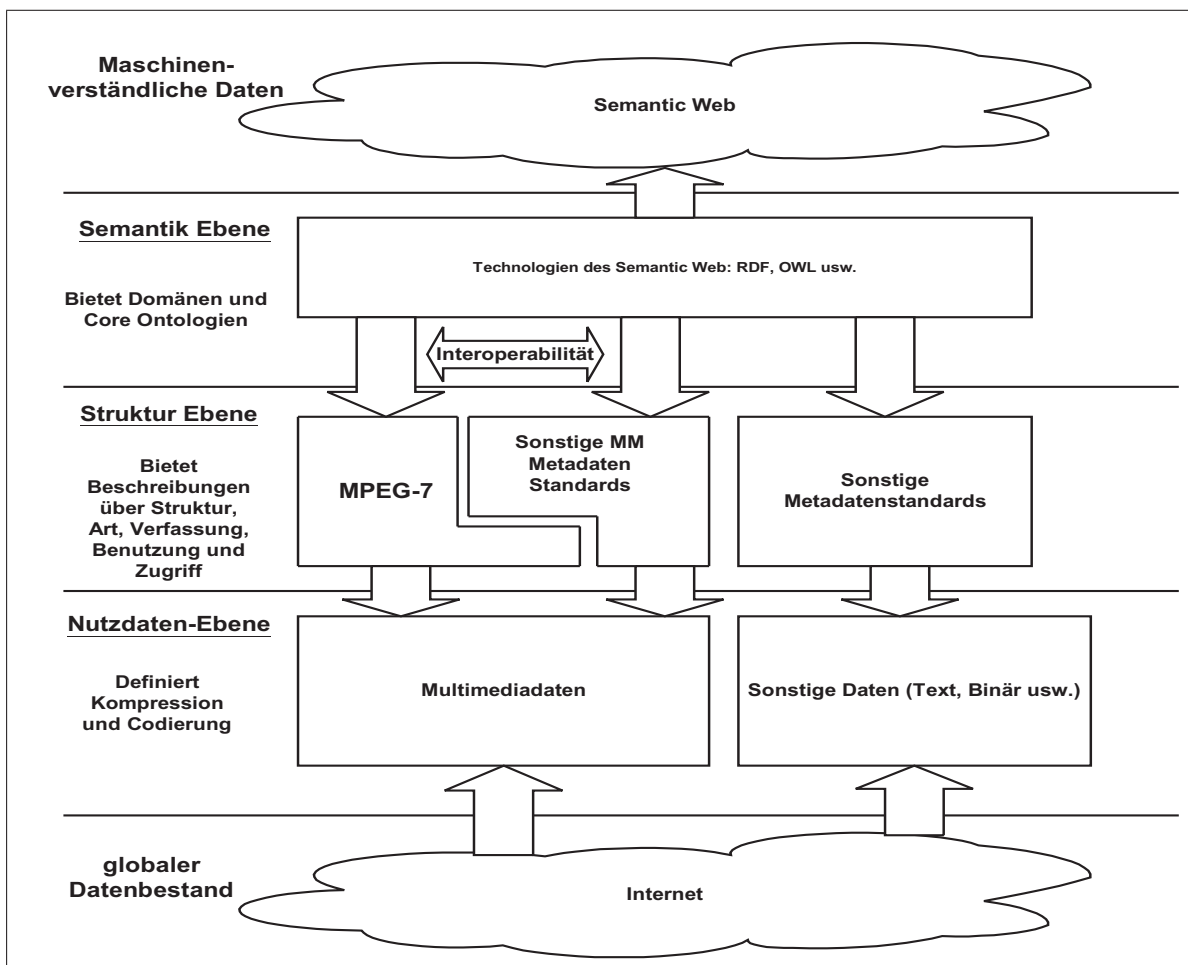 Maschinen-
verständliche Daten
Semantic Web
Semantik Ebene
Bietet Domänen und
Core Ontologien
Technologien des Semantic Web: RDF, OWL usw.
Interoperabilität
Struktur Ebene
Bietet
Beschreibungen
über Struktur,
Art, Verfassung,
Benutzung und
Zugriff
MPEG-7
Sonstige MM
Metadaten
Standards
Sonstige
Metadatenstandards
Nutzdaten-Ebene
Definiert
Kompression
und Codierung
Multimediadaten
Sonstige Daten (Text, Binär usw.)
globaler
Datenbestand
Internet